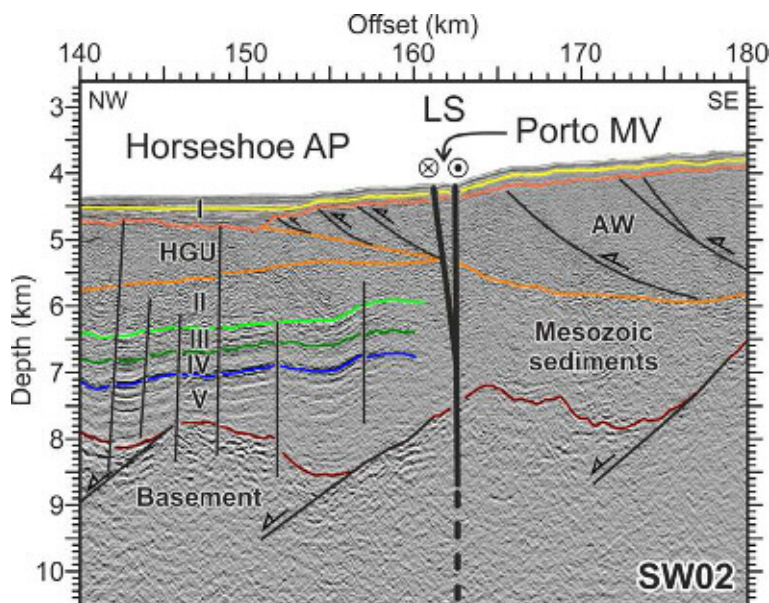 Offset (km)
140 150 160 170 180
NW LS SE
Horseshoe AP Porto MV
Depth (km)
3
4
5
6
7
8
9
10
I
HGU
AW
II
III
IV
V
Mesozoic
sediments
Basement
SW02